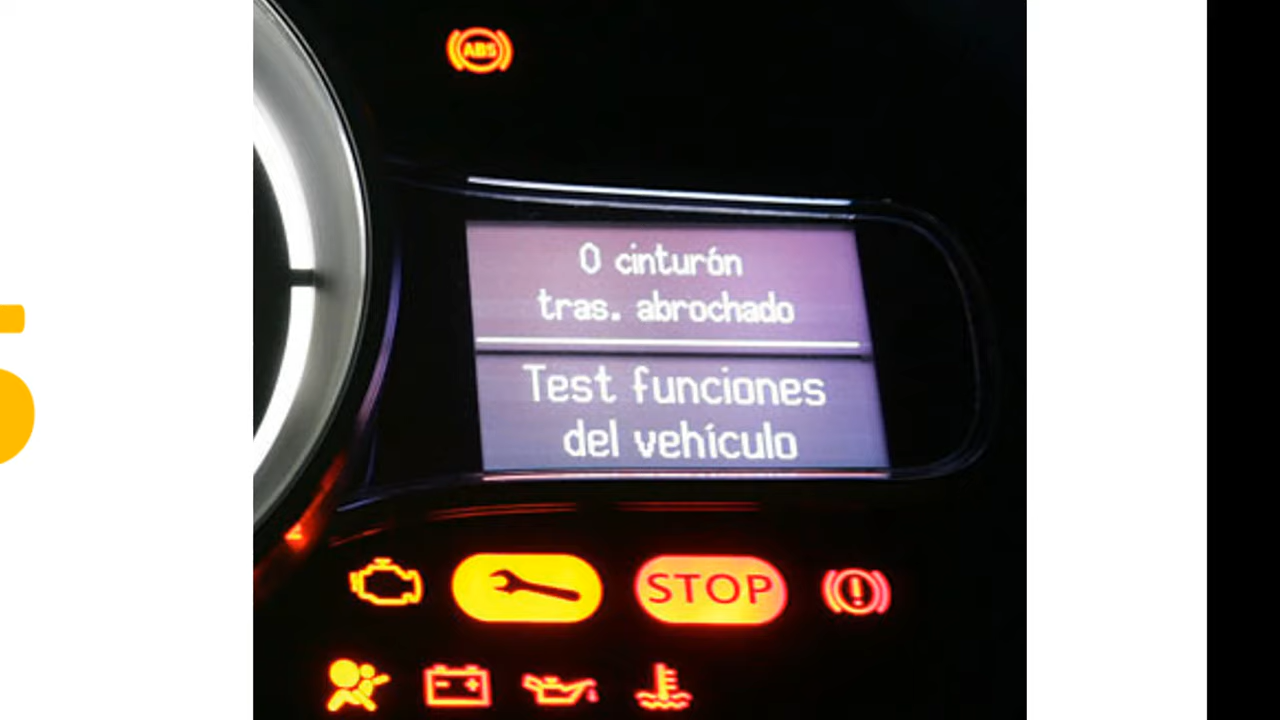 ABS
0 cinturón
tras. abrochado
Test funciones
del vehículo
STOP